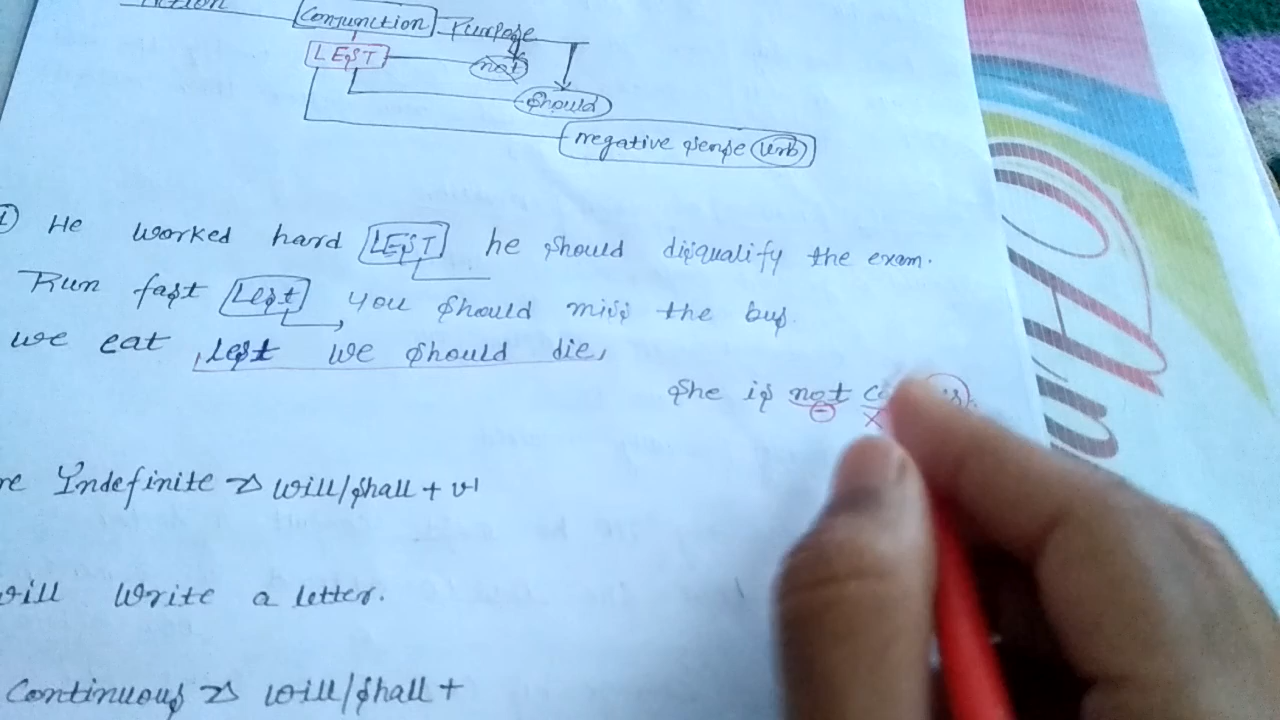 Conjunction Purpose
LEST not
should
negative sense verb
He worked hard LEST he should disqualify the exam.
Run fast Lest you should miss the bus.
we eat Lest we should die,
She is not
Indefinite will/shall + v1
will write a letter.
Continuous will/shall +